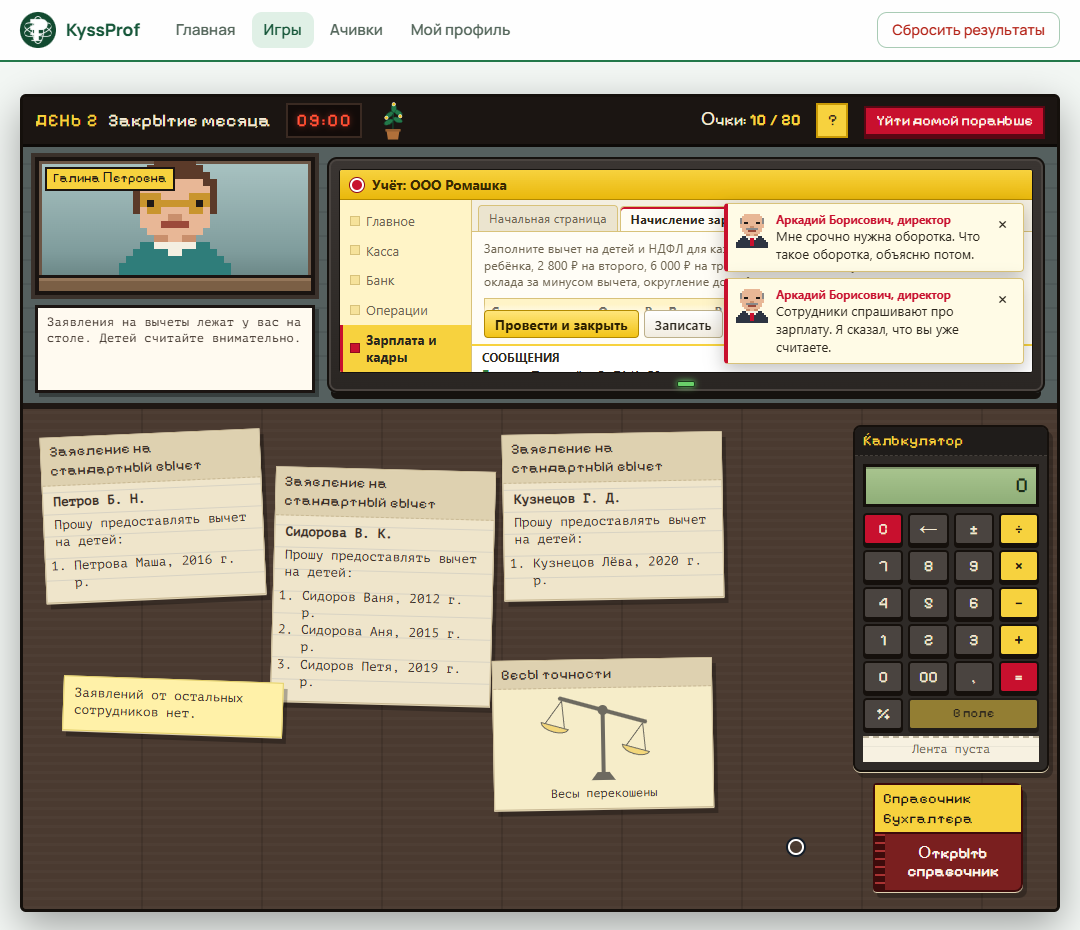 KyssProf
Главная
Игры
Ачивки
Мой профиль
Сбросить результаты
ДЕНЬ 2 Закрытие месяца
09:00
Очки: 10 / 80
?
Уйти домой пораньше
Галина Петровна
Заявления на вычеты лежат у вас на
столе. Детей считайте внимательно.
Учёт: ООО Ромашка
Главное
Касса
Банк
Операции
Зарплата и
кадры
Начальная страница
Начисление зар
Заполните вычет на детей и НДФЛ для ка
ребёнка, 2 800 ₽ на второго, 6 000 ₽ на тр
оклада за минусом вычета, округление до
Провести и закрыть
Записать
СООБЩЕНИЯ
Аркадий Борисович, директор
×
Мне срочно нужна оборотка. Что
такое оборотка, объясню потом.
Аркадий Борисович, директор
×
Сотрудники спрашивают про
зарплату. Я сказал, что вы уже
считаете.
Заявление на
стандартный вычет
Петров Б. Н.
Прошу предоставлять вычет
на детей:
1. Петрова Маша, 2016 г.
р.
Заявление на
стандартный вычет
Сидорова В. К.
Прошу предоставлять вычет
на детей:
1. Сидоров Ваня, 2012 г.
р.
2. Сидорова Аня, 2015 г.
р.
3. Сидоров Петя, 2019 г.
р.
Заявление на
стандартный вычет
Кузнецов Г. Д.
Прошу предоставлять вычет
на детей:
1. Кузнецов Лёва, 2020 г.
р.
Заявлений от остальных
сотрудников нет.
Весы точности
Весы перекошены
Калькулятор
0
С ← ± ÷
7 8 9 ×
4 5 6 −
1 2 3 +
0 00 , =
% В поле
Лента пуста
Справочник
бухгалтера
Открыть
справочник